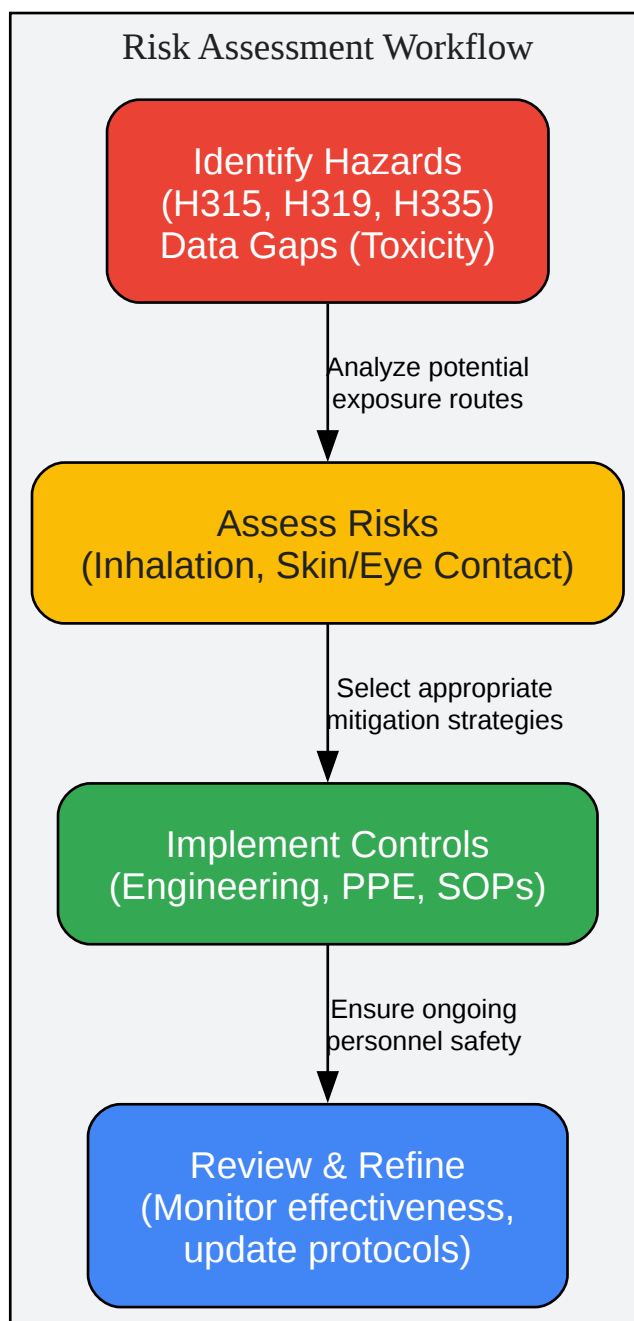 Risk Assessment Workflow
Identify Hazards
(H315, H319, H335)
Data Gaps (Toxicity)
Analyze potential
exposure routes
Assess Risks
(Inhalation, Skin/Eye Contact)
Select appropriate
mitigation strategies
Implement Controls
(Engineering, PPE, SOPs)
Ensure ongoing
personnel safety
Review & Refine
(Monitor effectiveness,
update protocols)